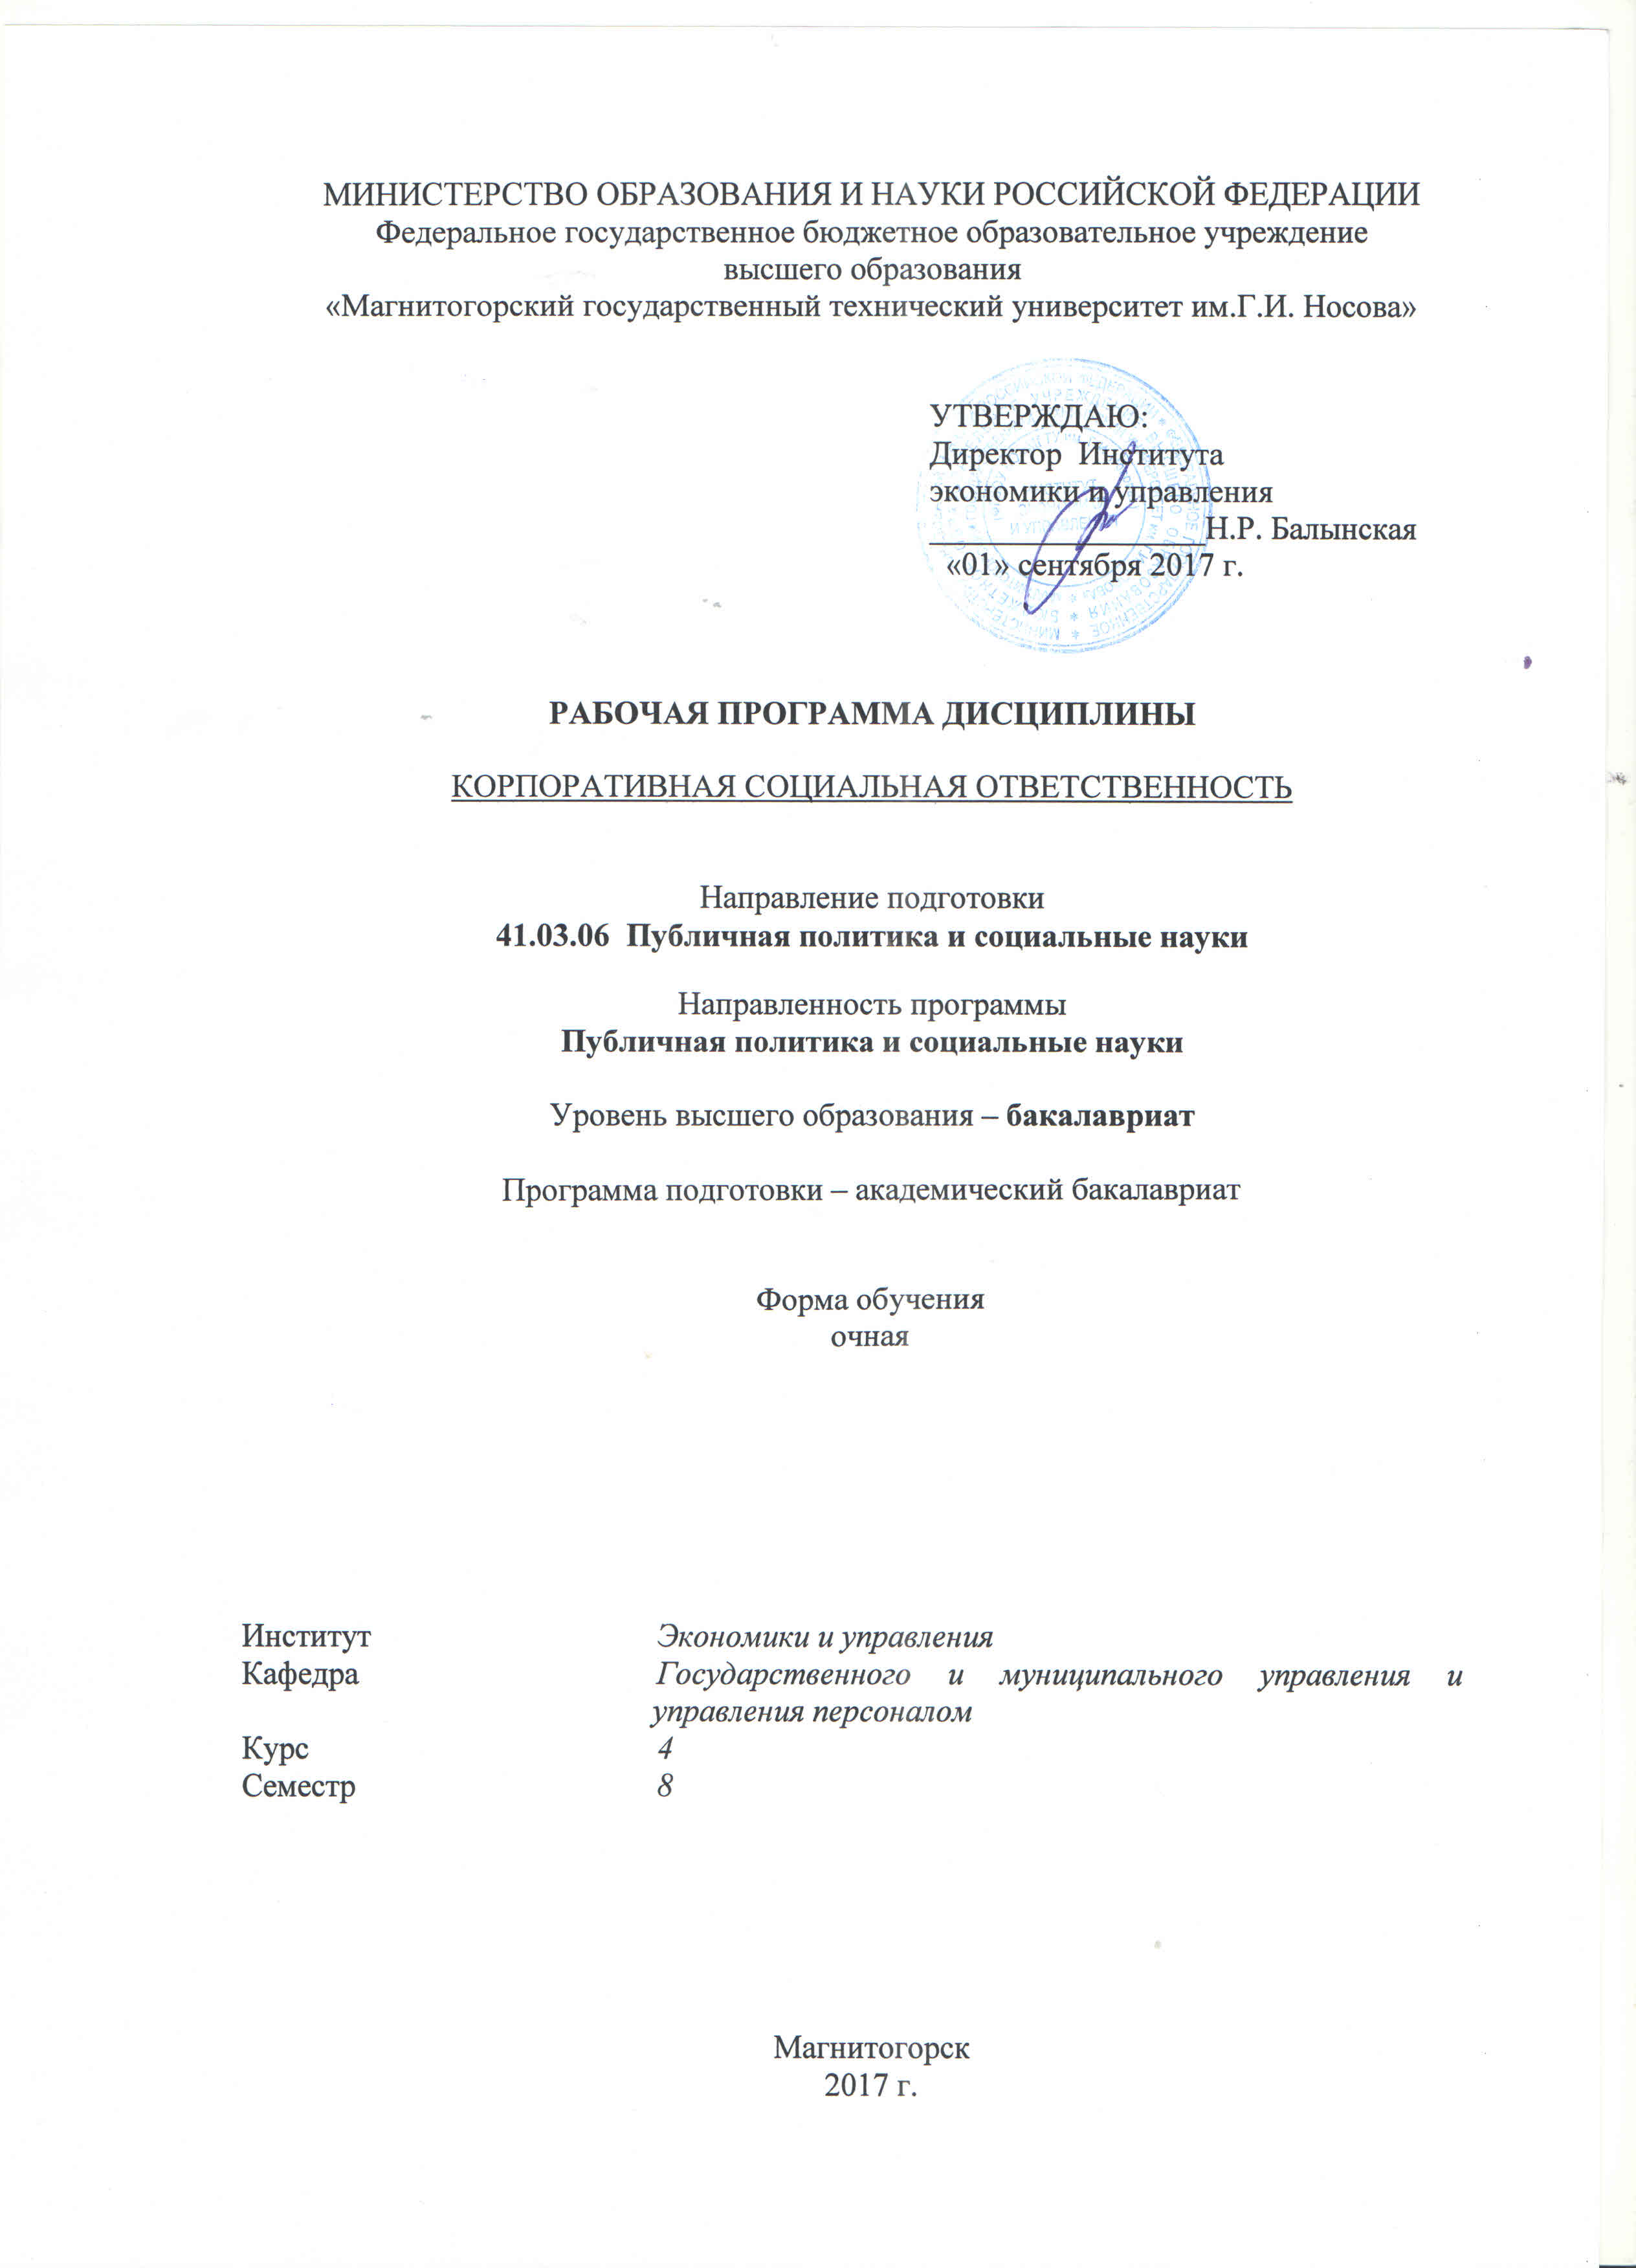 МИНИСТЕРСТВО ОБРАЗОВАНИЯ И НАУКИ РОССИЙСКОЙ ФЕДЕРАЦИИ
Федеральное государственное бюджетное образовательное учреждение
высшего образования
«Магнитогорский государственный технический университет им.Г.И. Носова»
УТВЕРЖДАЮ:
Директор Института
экономики и управления
Н.Р. Балынская
«01» сентября 2017 г.
РАБОЧАЯ ПРОГРАММА ДИСЦИПЛИНЫ
КОРПОРАТИВНАЯ СОЦИАЛЬНАЯ ОТВЕТСТВЕННОСТЬ
Направление подготовки
41.03.06 Публичная политика и социальные науки
Направленность программы
Публичная политика и социальные науки
Уровень высшего образования – бакалавриат
Программа подготовки – академический бакалавриат
Форма обучения
очная
Институт Экономики и управления
Кафедра Государственного и муниципального управления и
управления персоналом
Курс 4
Семестр 8
Магнитогорск
2017 г.